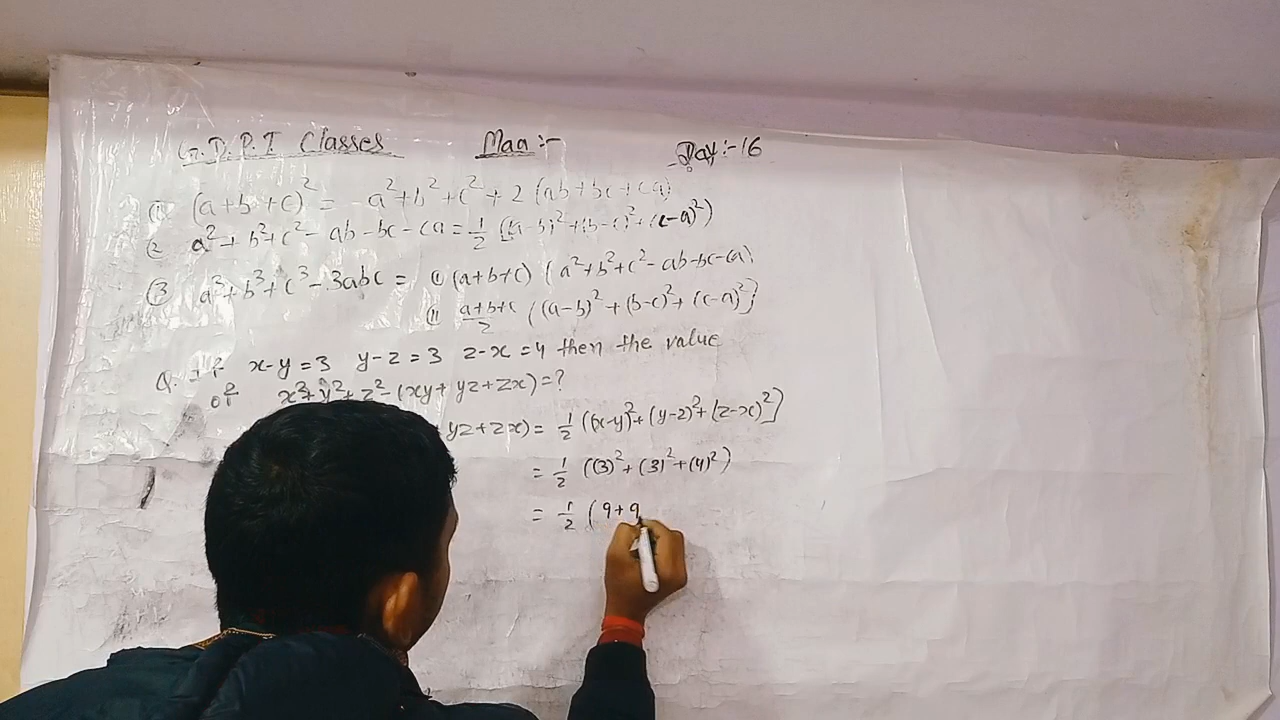 G.D.P.I Classes Maa:- Day:-16
① (a+b+c)² = a²+b²+c²+2(ab+bc+ca)
② a²+b²+c²-ab-bc-ca = 1/2 ((a-b)²+(b-c)²+(c-a)²)
③ a³+b³+c³-3abc = (i) (a+b+c) (a²+b²+c²-ab-bc-ca)
(ii) a+b+c/2 ((a-b)²+(b-c)²+(c-a)²]
Q. If x-y=3 y-z=3 z-x=4 then the value
of x²+y²+z²-(xy+yz+zx)=?
yz+zx) = 1/2 ((x-y)²+(y-z)²+(z-x)²]
= 1/2 ((3)²+(3)²+(4)²)
= 1/2 (9+9